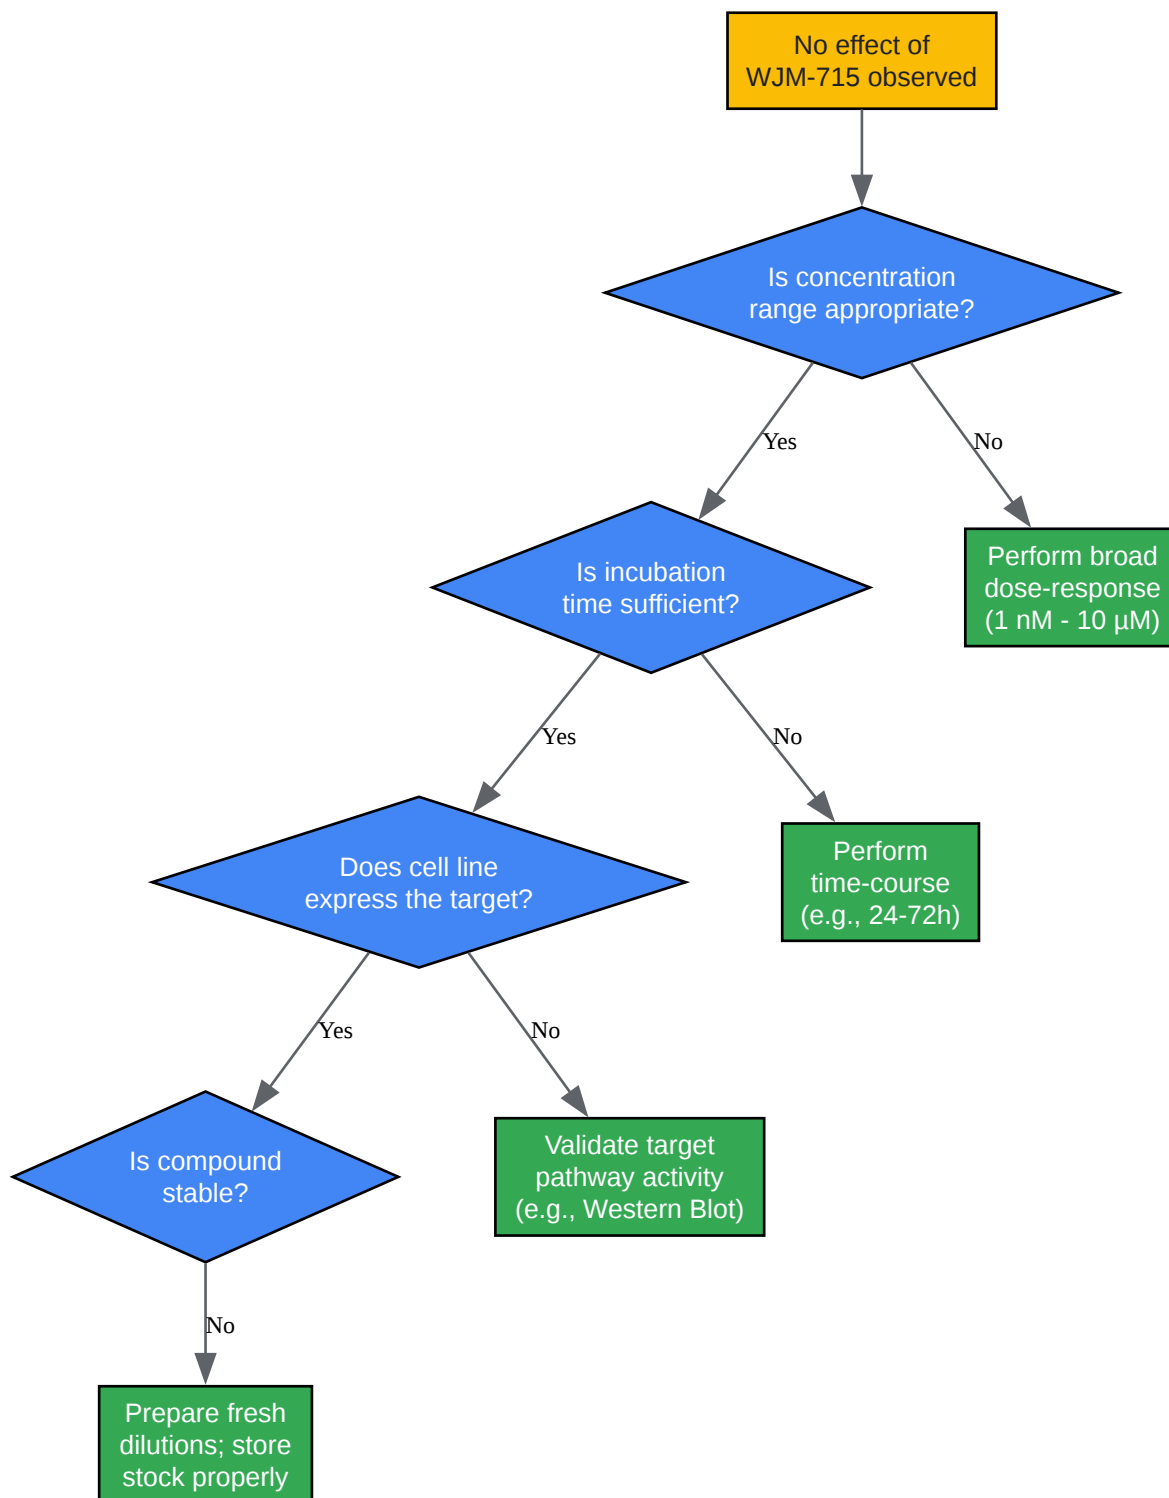 No effect of
WJM-715 observed
Is concentration
range appropriate?
Yes
No
Is incubation
time sufficient?
Perform broad
dose-response
(1 nM - 10 µM)
Yes
No
Does cell line
express the target?
Perform
time-course
(e.g., 24-72h)
Yes
No
Is compound
stable?
Validate target
pathway activity
(e.g., Western Blot)
No
Prepare fresh
dilutions; store
stock properly